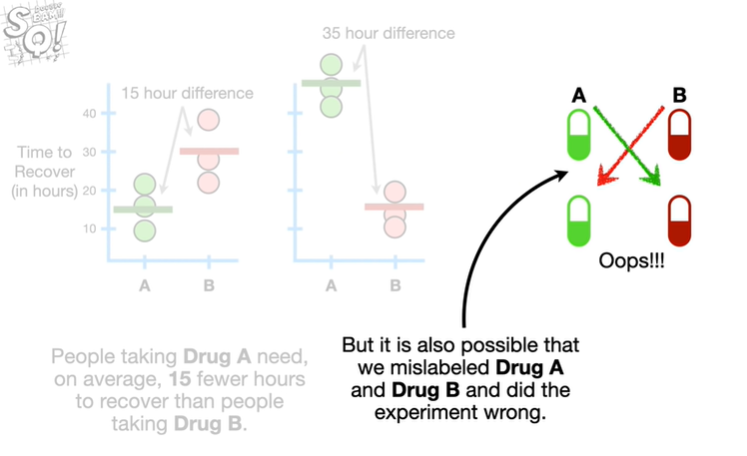 STAT
QUEST!
35 hour difference
15 hour difference
A B
40
Time to 30
Recover
(in hours) 20
10
A B A B
Oops!!!
People taking Drug A need,
on average, 15 fewer hours
to recover than people
taking Drug B.
But it is also possible that
we mislabeled Drug A
and Drug B and did the
experiment wrong.